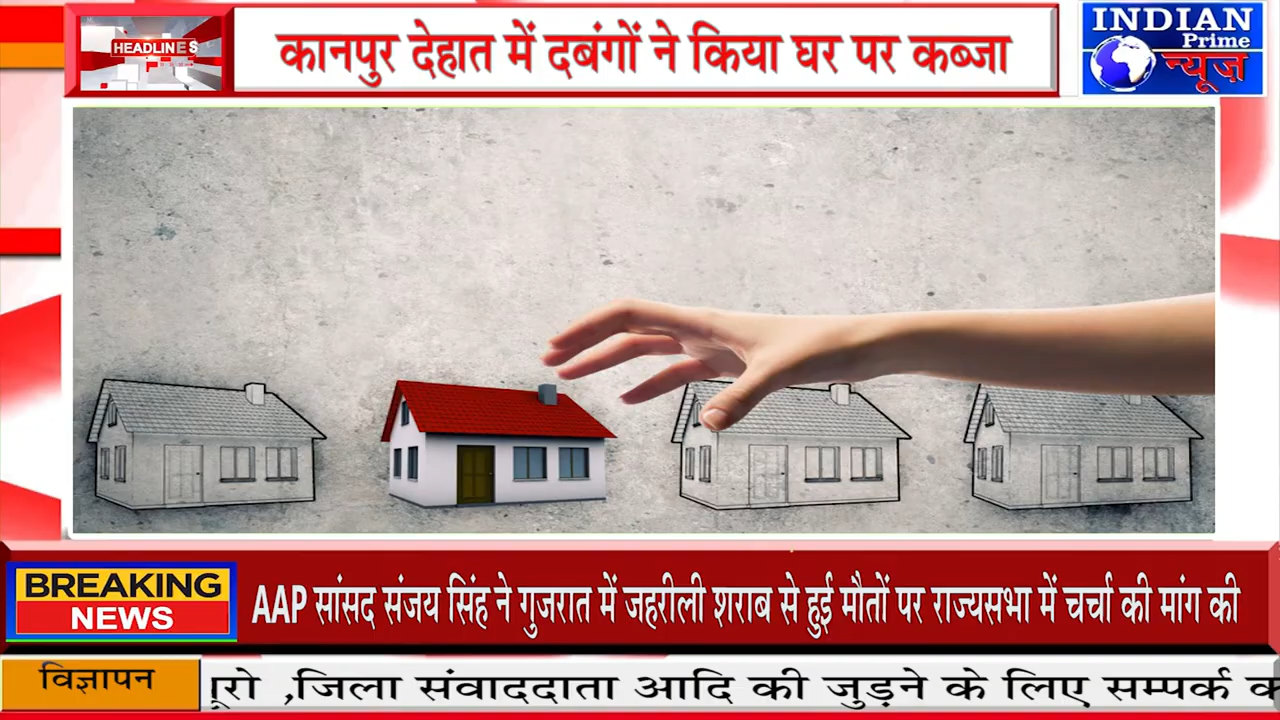 HEADLINES
कानपुर देहात में दबंगों ने किया घर पर कब्जा
INDIAN
Prime
न्यूज़
BREAKING
NEWS
AAP सांसद संजय सिंह ने गुजरात में जहरीली शराब से हुई मौतों पर राज्यसभा में चर्चा की मांग की
विज्ञापन
,जिला संवाददाता आदि की जुड़ने के लिए सम्पर्क